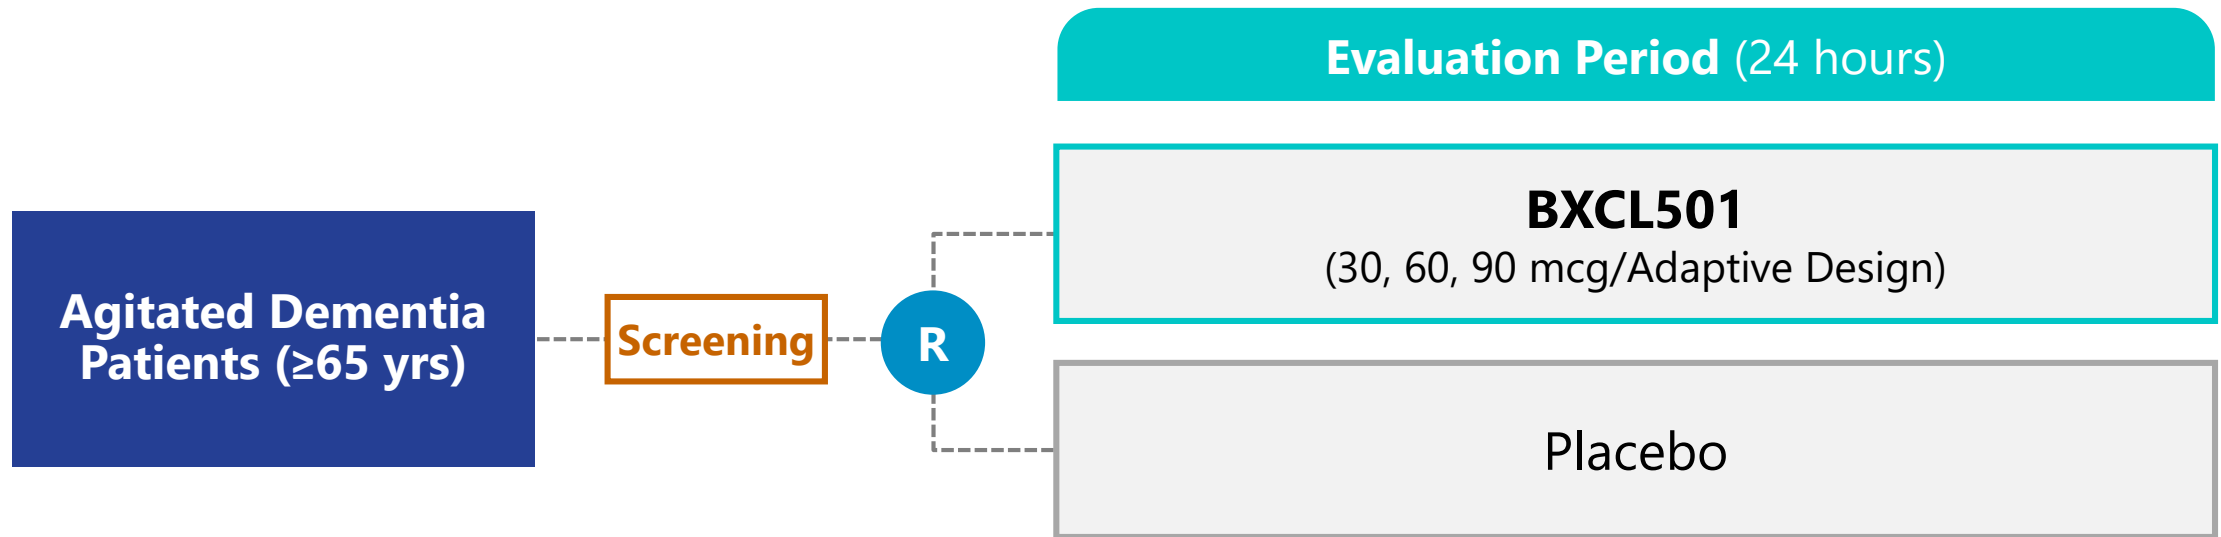 Evaluation Period (24 hours)
BXCL501
(30, 60, 90 mcg/Adaptive Design)
Agitated Dementia
Patients (≥65 yrs)
Screening
R
Placebo